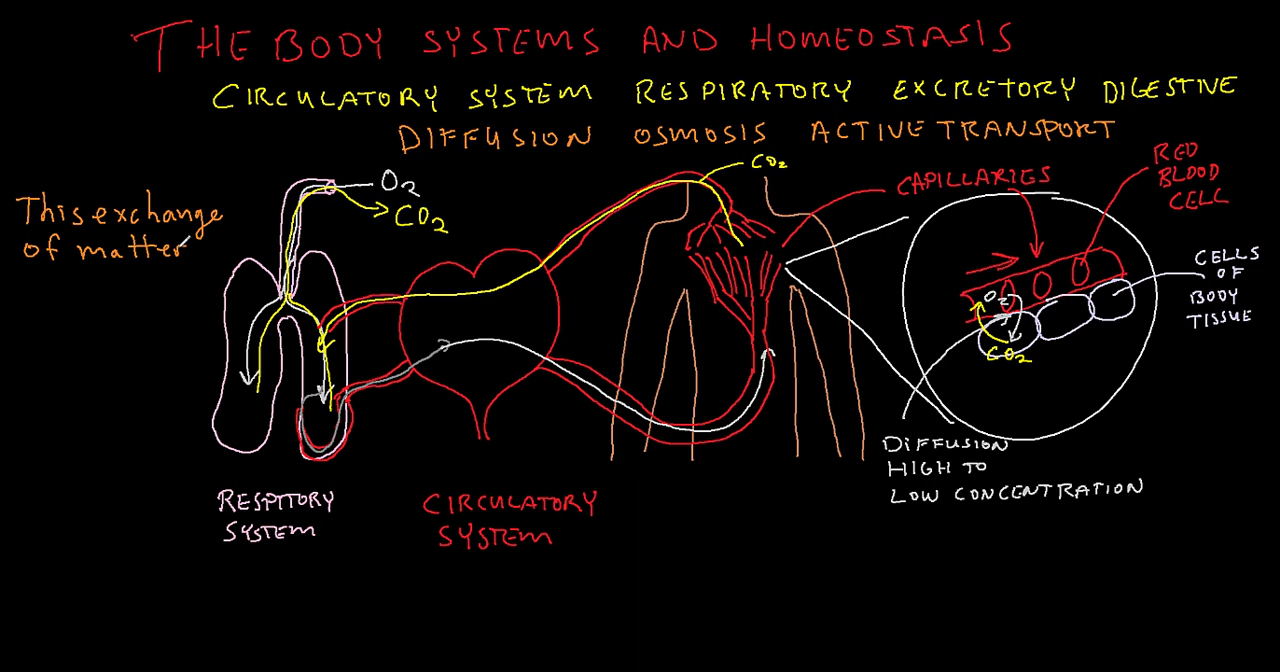 THE BODY SYSTEMS AND HOMEOSTASIS
CIRCULATORY SYSTEM RESPIRATORY EXCRETORY DIGESTIVE
DIFFUSION OSMOSIS ACTIVE TRANSPORT
This exchange
of matter
O2
CO2
CO2
CAPILLARIES
RED
BLOOD
CELL
CELLS
OF
BODY
TISSUE
O2
CO2
DIFFUSION
HIGH TO
LOW CONCENTRATION
RESPITORY
SYSTEM
CIRCULATORY
SYSTEM